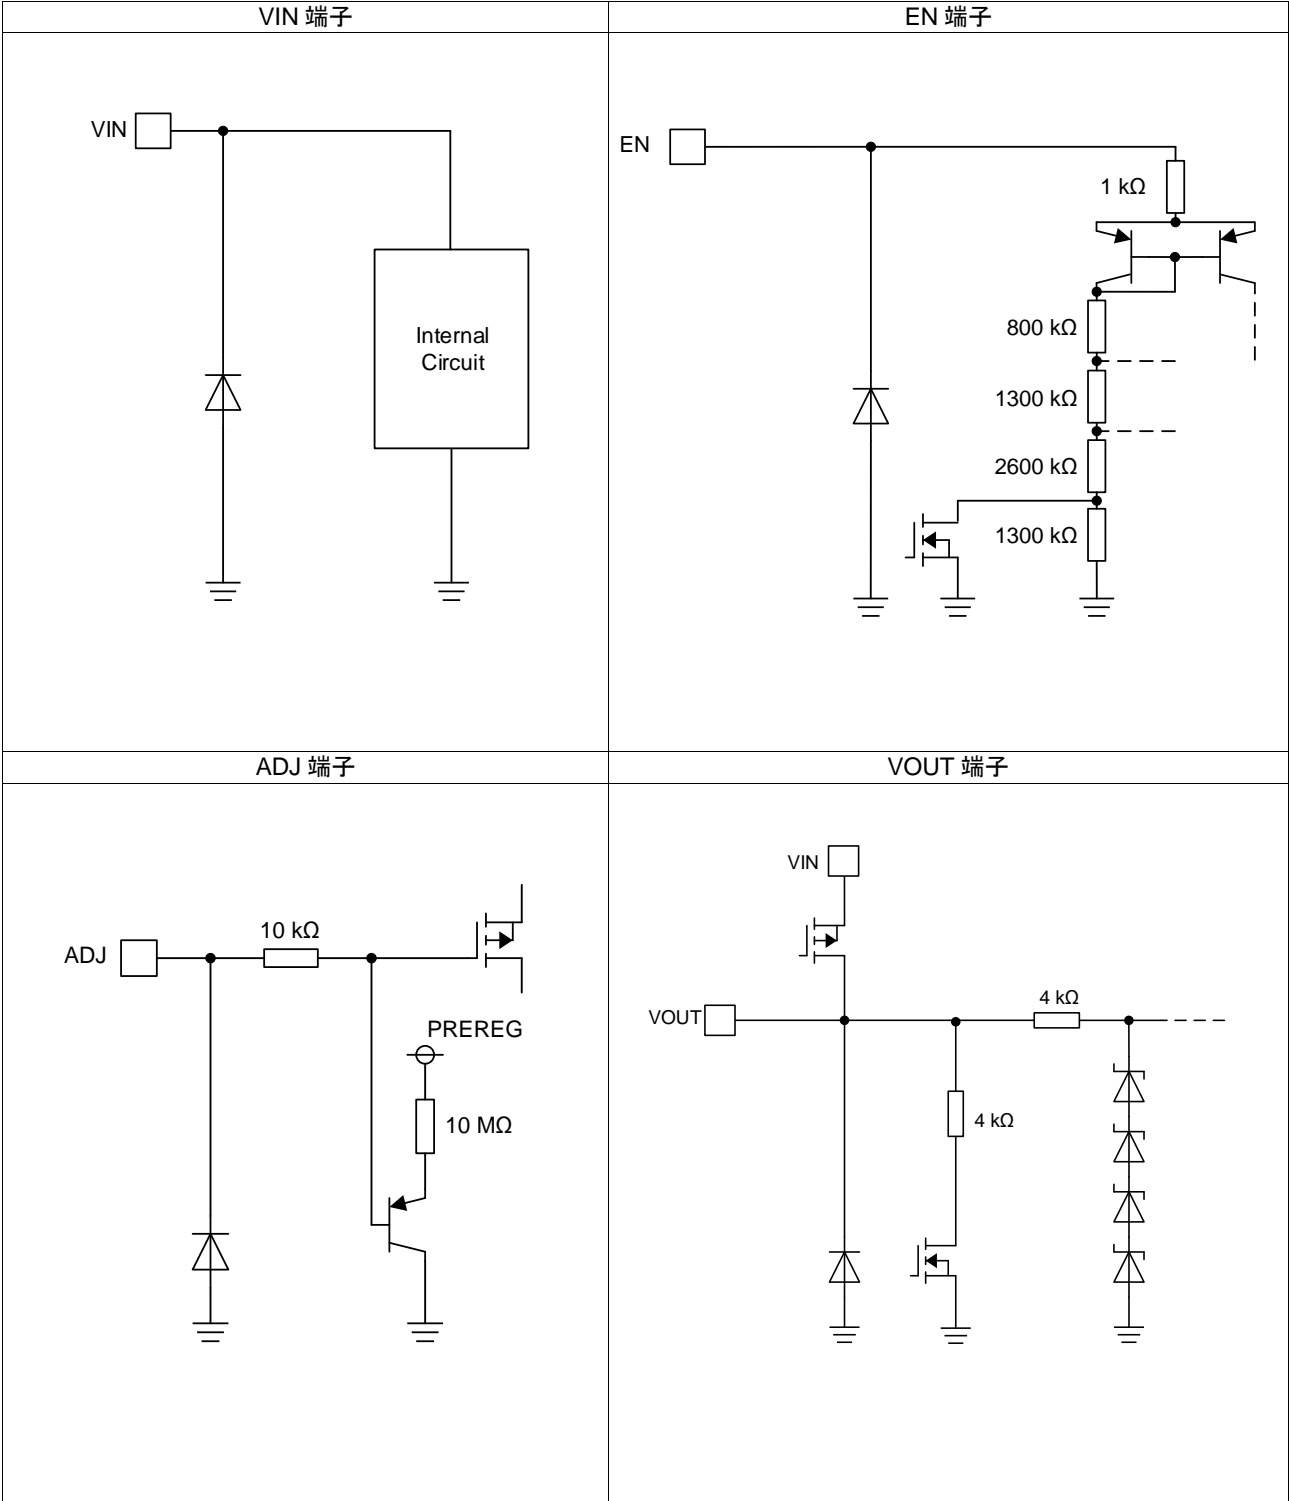 VIN 端子
EN 端子
VIN
Internal
Circuit
EN
1 kΩ
800 kΩ
1300 kΩ
2600 kΩ
1300 kΩ
ADJ 端子
VOUT 端子
ADJ
10 kΩ
PREREG
10 MΩ
VIN
VOUT
4 kΩ
4 kΩ